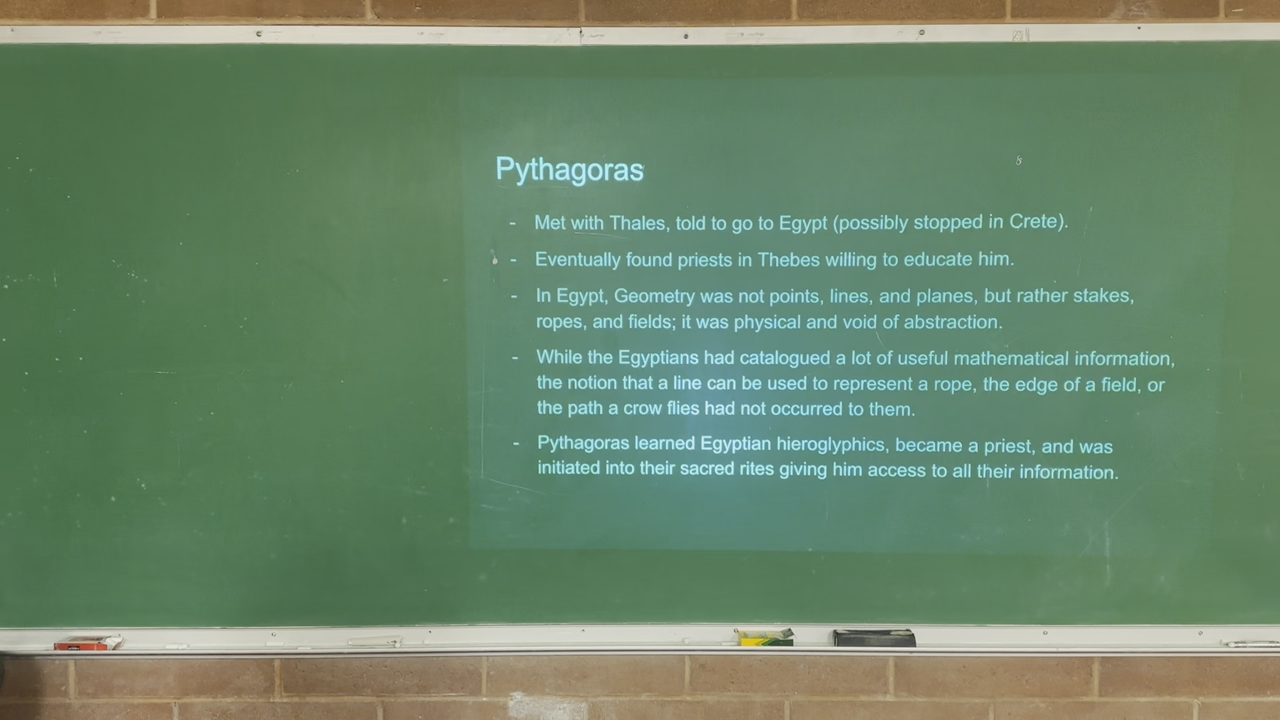 Pythagoras
- Met with Thales, told to go to Egypt (possibly stopped in Crete).
- Eventually found priests in Thebes willing to educate him.
- In Egypt, Geometry was not points, lines, and planes, but rather stakes,
ropes, and fields; it was physical and void of abstraction.
- While the Egyptians had catalogued a lot of useful mathematical information,
the notion that a line can be used to represent a rope, the edge of a field, or
the path a crow flies had not occurred to them.
- Pythagoras learned Egyptian hieroglyphics, became a priest, and was
initiated into their sacred rites giving him access to all their information.